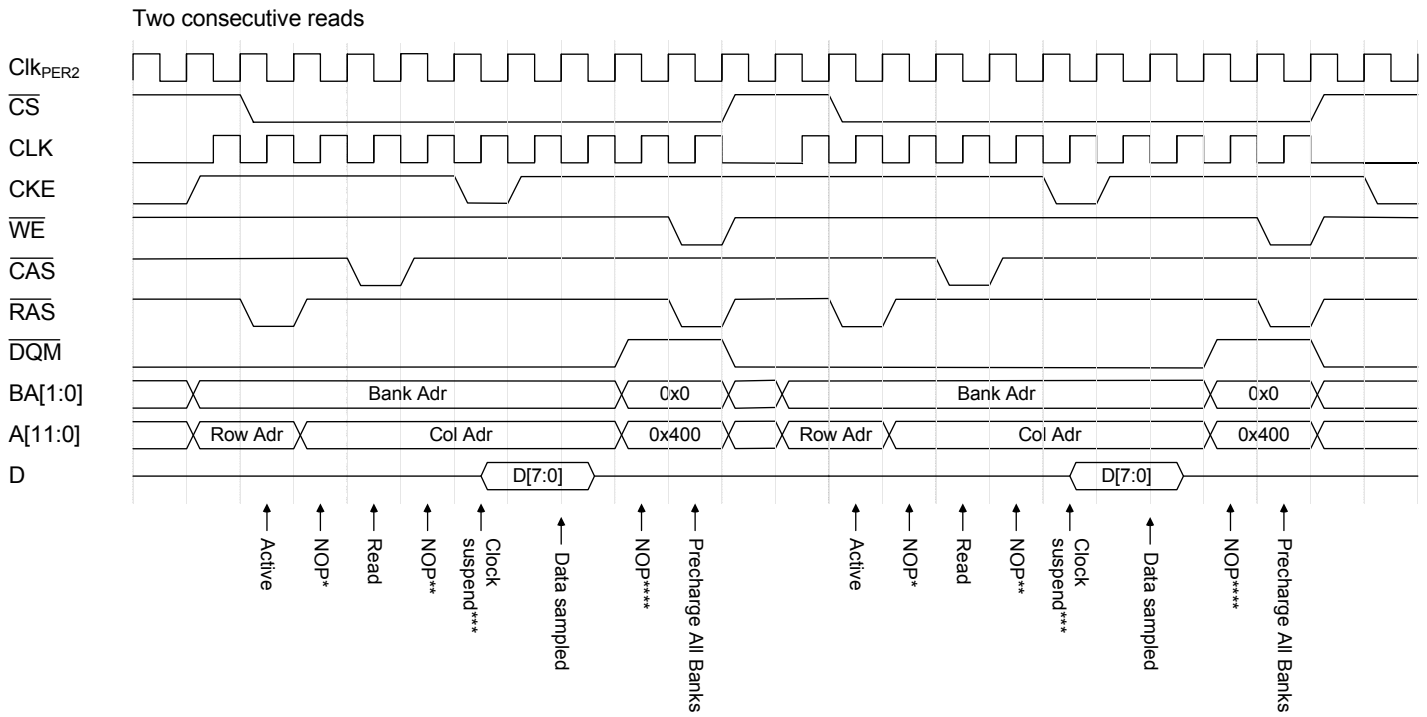 Two consecutive reads
ClkPER2
CS
CLK
CKE
WE
CAS
RAS
DQM
BA[1:0] Bank Adr 0x0 Bank Adr 0x0
A[11:0] Row Adr Col Adr 0x400 Row Adr Col Adr 0x400
D D[7:0] D[7:0]
Active
NOP*
Read
NOP**
Clock
suspend***
Data sampled
NOP****
Precharge All Banks
Active
NOP*
Read
NOP**
Clock
suspend***
Data sampled
NOP****
Precharge All Banks